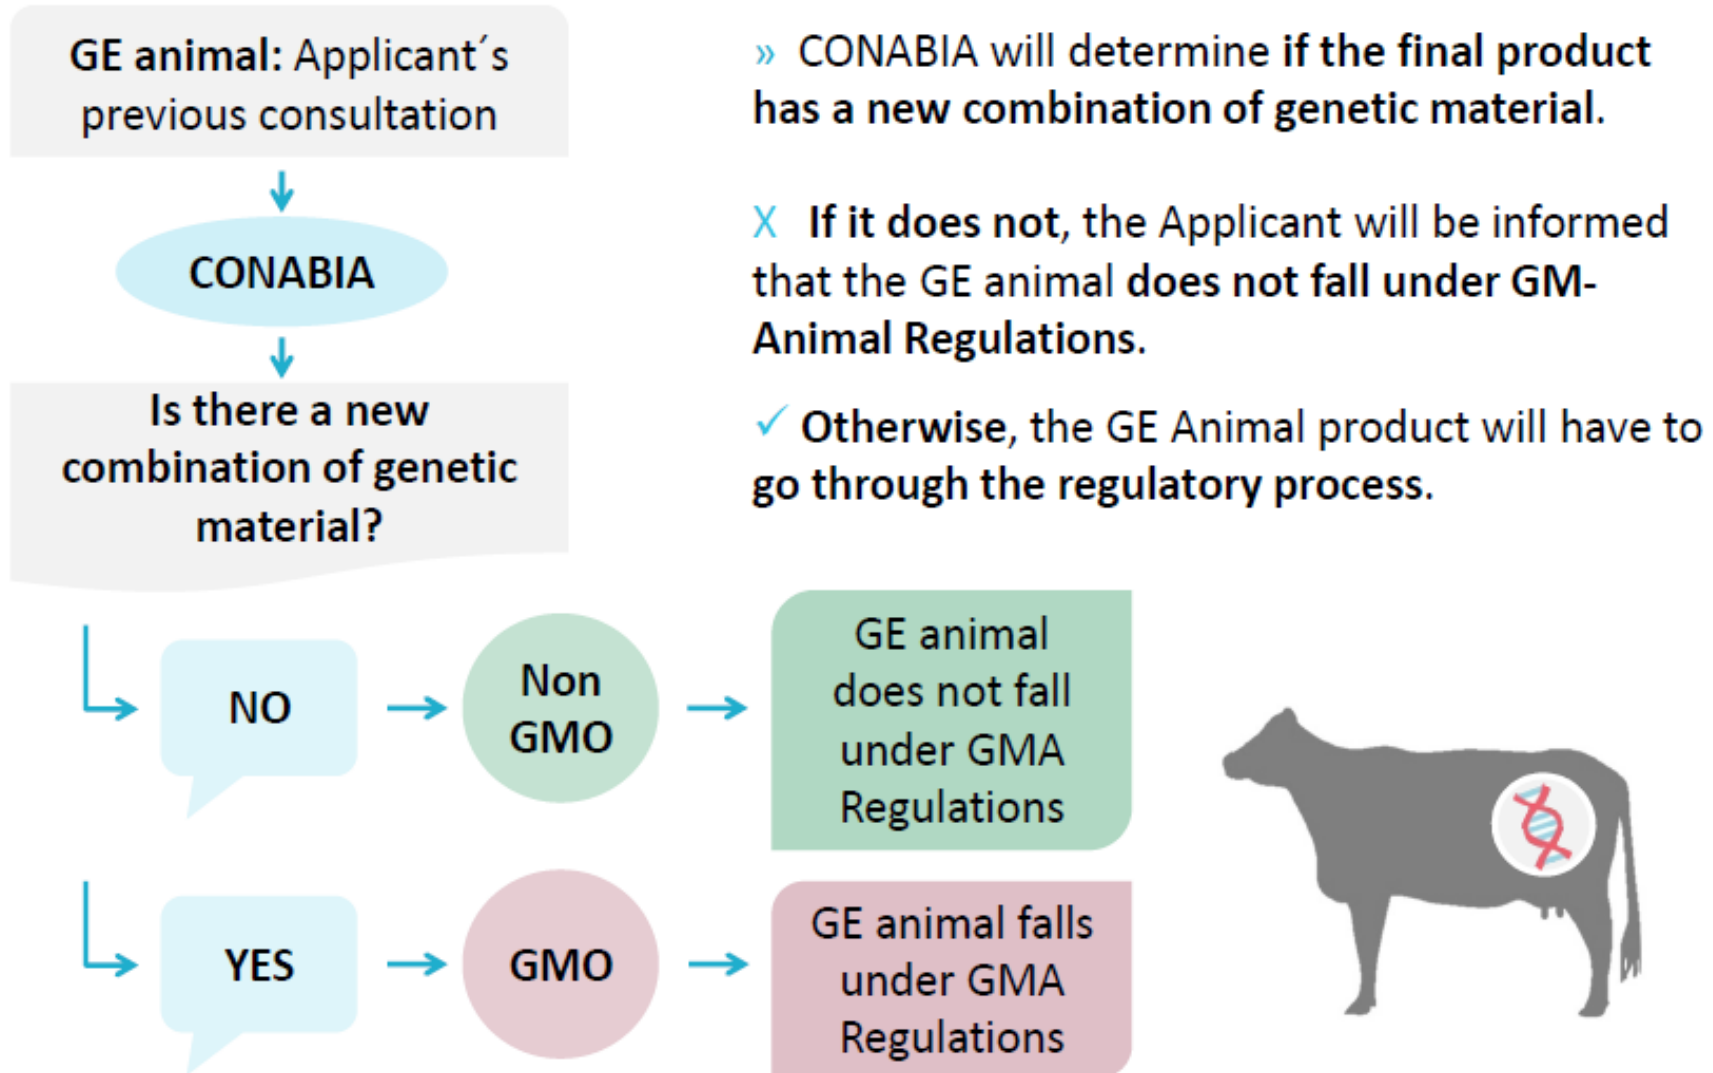 GE animal: Applicant´s
previous consultation
CONABIA
Is there a new
combination of genetic
material?
» CONABIA will determine if the final product
has a new combination of genetic material.
X If it does not, the Applicant will be informed
that the GE animal does not fall under GM-
Animal Regulations.
✓ Otherwise, the GE Animal product will have to
go through the regulatory process.
NO
Non
GMO
GE animal
does not fall
under GMA
Regulations
YES
GMO
GE animal falls
under GMA
Regulations